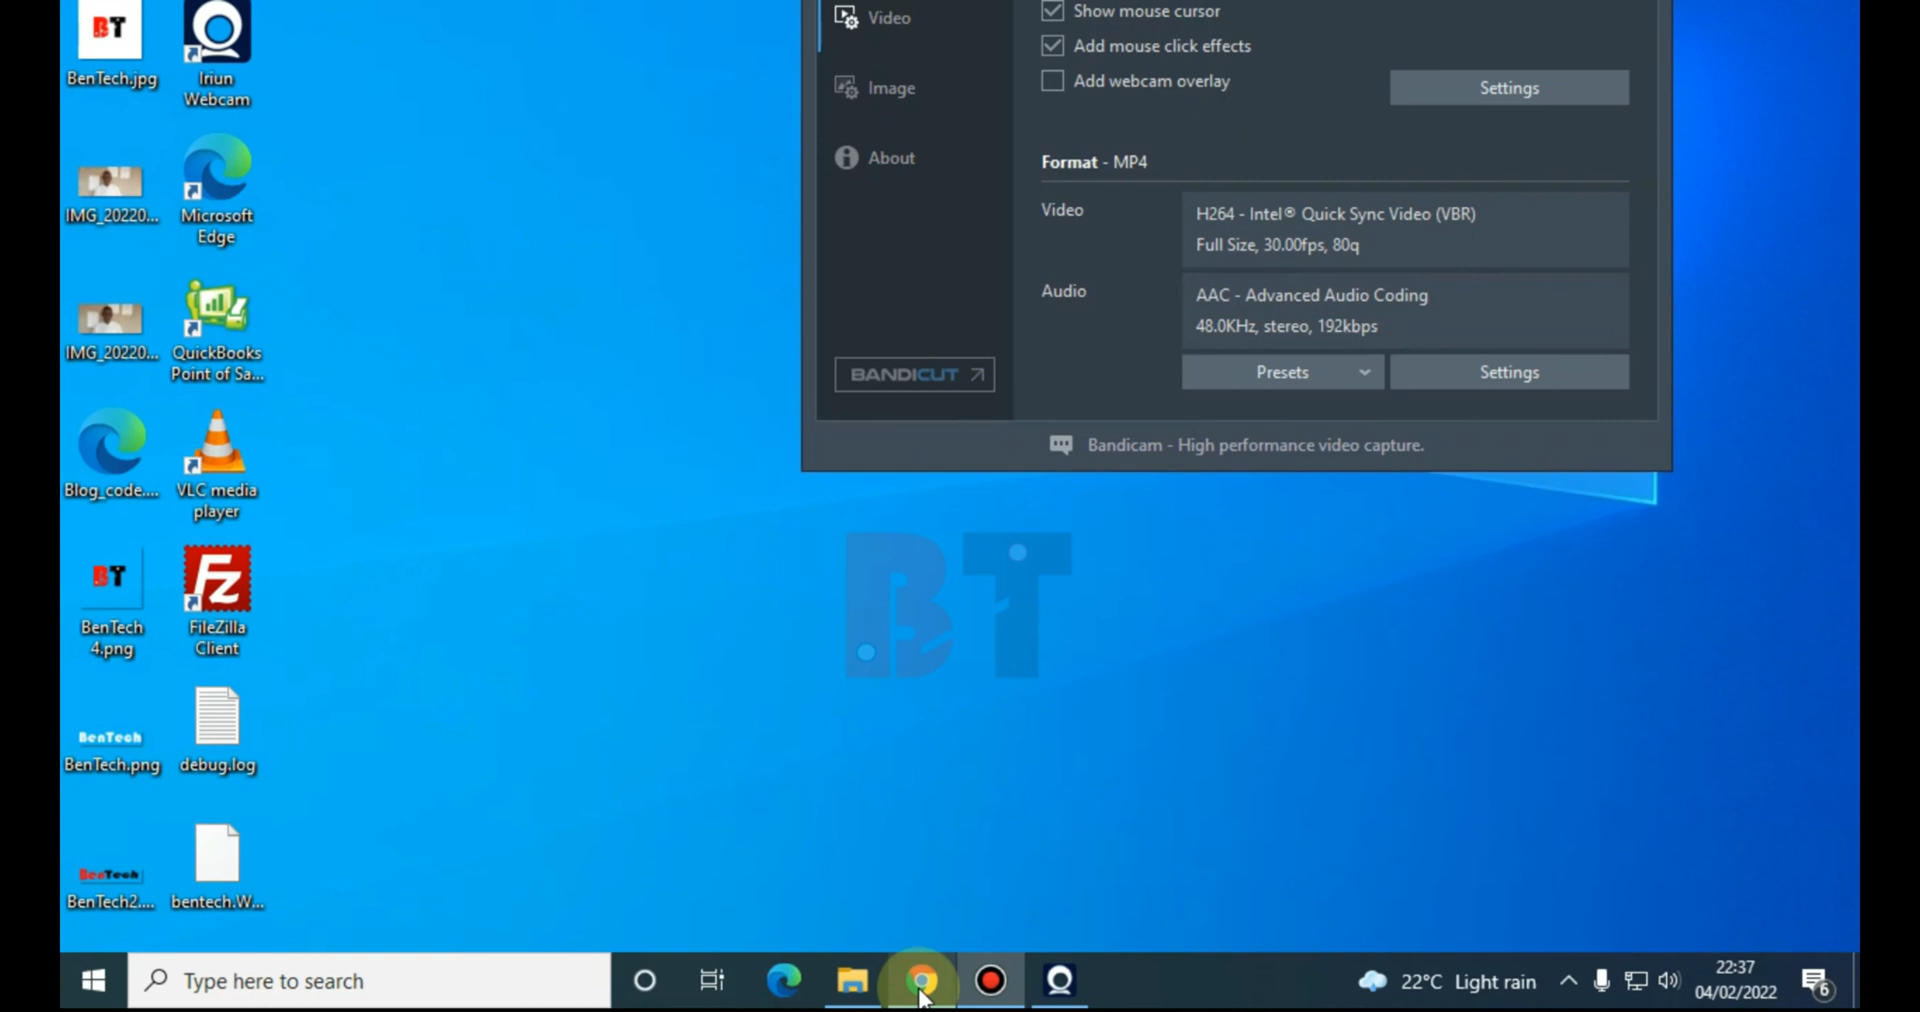 BT
BenTech.jpg
Iriun
Webcam
IMG_20220...
Microsoft
Edge
IMG_20220...
QuickBooks
Point of Sa...
Blog_code....
VLC media
player
BT
BenTech
4.png
Fz
FileZilla
Client
BenTech
BenTech.png
debug.log
BenTech
BenTech2....
bentech.W...
Video
Image
About
BANDICUT
Show mouse cursor
Add mouse click effects
Add webcam overlay
Settings
Format - MP4
Video
H264 - Intel® Quick Sync Video (VBR)
Full Size, 30.00fps, 80q
Audio
AAC - Advanced Audio Coding
48.0KHz, stereo, 192kbps
Presets
Settings
Bandicam - High performance video capture.
BT
Type here to search
22°C Light rain
22:37
04/02/2022
6